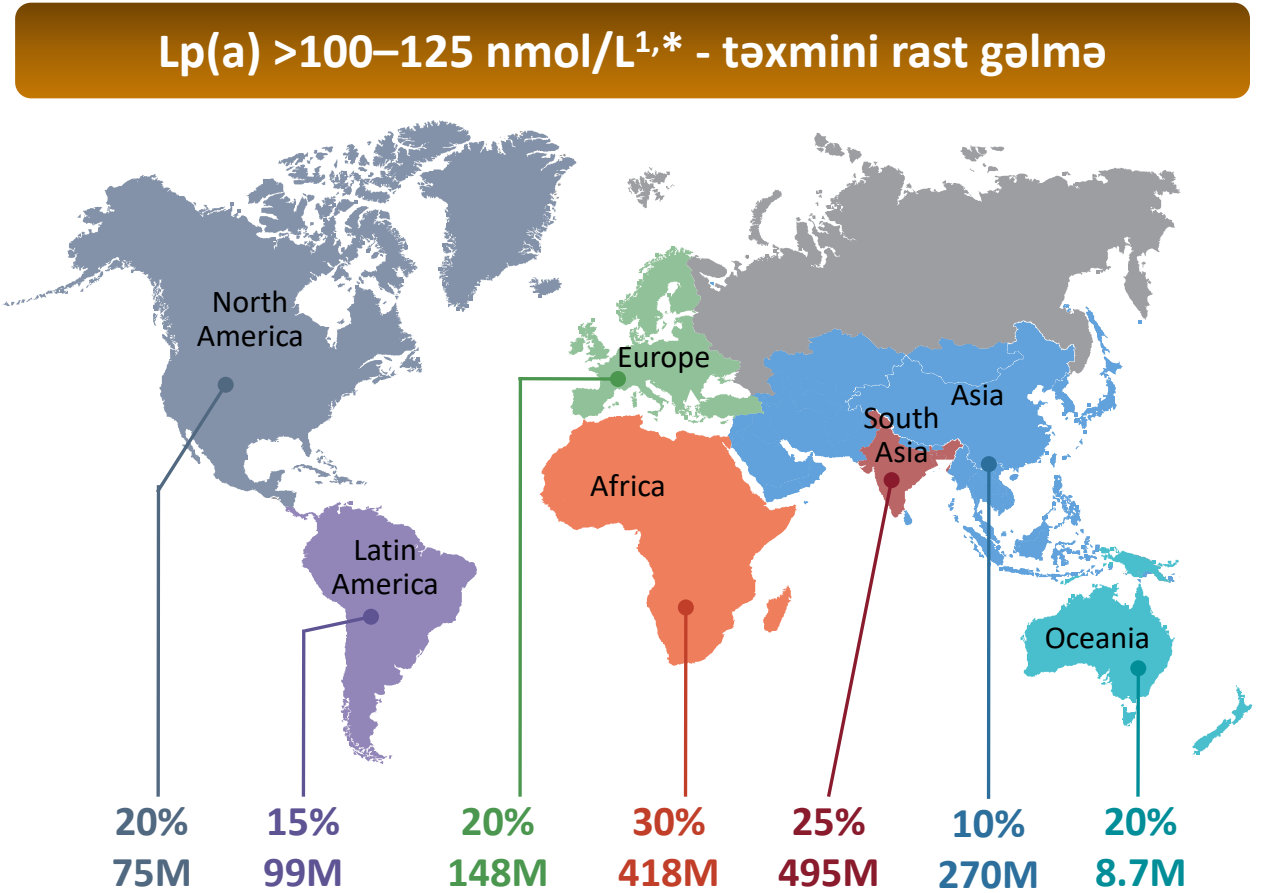 Lp(a) >100–125 nmol/L1,* - təxmini rast gəlmə
North
America
Europe
Asia
South
Asia
Africa
Latin
America
Oceania
20% 15% 20% 30% 25% 10% 20%
75M 99M 148M 418M 495M 270M 8.7M